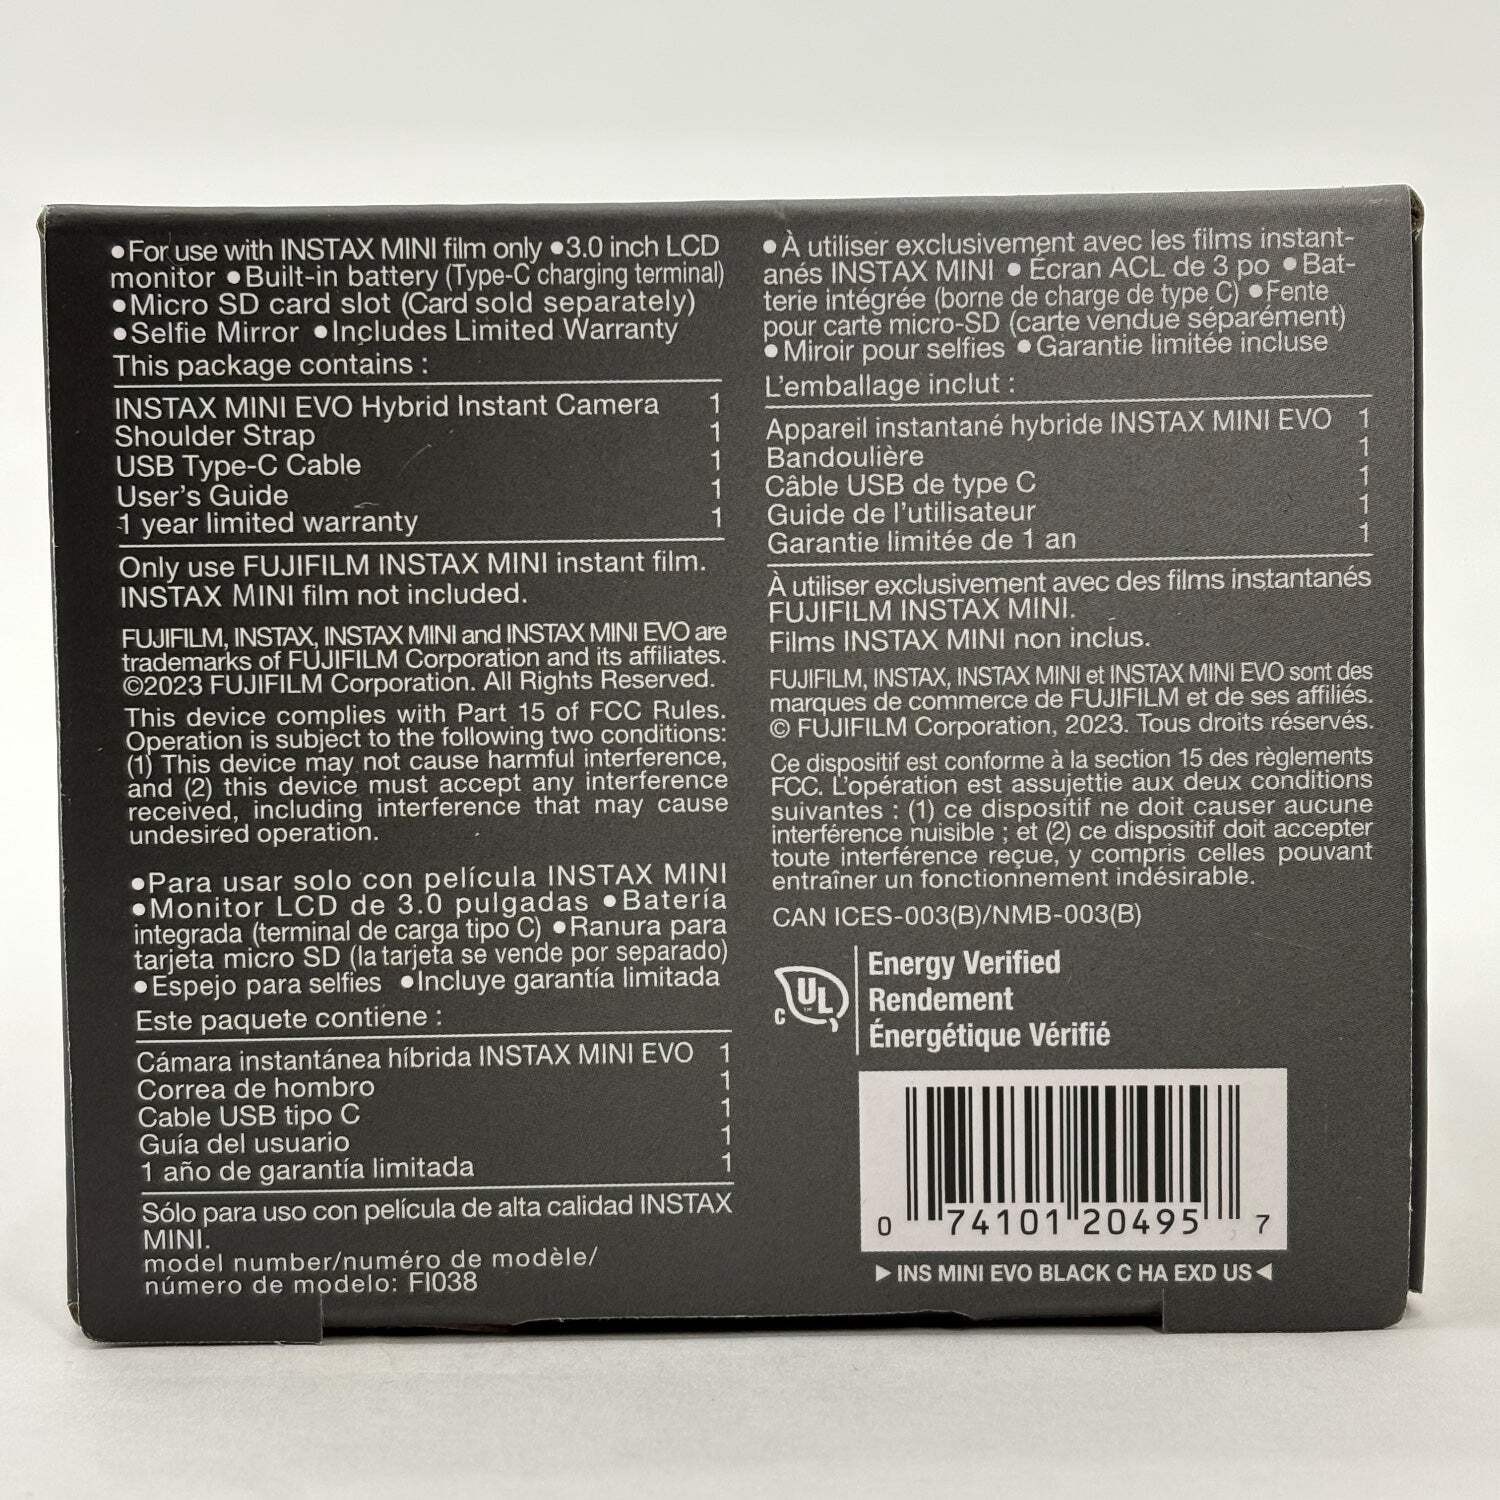 ●For use with INSTAX MINI film only ●3.0 inch LCD
monitor ●Built-in battery (Type-C charging terminal)
●Micro SD card slot (Card sold separately)
●Selfie Mirror ●Includes Limited Warranty
This package contains :
INSTAX MINI EVO Hybrid Instant Camera 1
Shoulder Strap 1
USB Type-C Cable 1
User's Guide 1
1 year limited warranty 1
Only use FUJIFILM INSTAX MINI instant film.
INSTAX MINI film not included.
FUJIFILM, INSTAX, INSTAX MINI and INSTAX MINI EVO are
trademarks of FUJIFILM Corporation and its affiliates.
©2023 FUJIFILM Corporation. All Rights Reserved.
This device complies with Part 15 of FCC Rules.
Operation is subject to the following two conditions:
(1) This device may not cause harmful interference,
and (2) this device must accept any interference
received, including interference that may cause
undesired operation.
●Para usar solo con película INSTAX MINI
●Monitor LCD de 3.0 pulgadas ●Batería
integrada (terminal de carga tipo C) ●Ranura para
tarjeta micro SD (la tarjeta se vende por separado)
●Espejo para selfies ●Incluye garantía limitada
Este paquete contiene :
Cámara instantánea híbrida INSTAX MINI EVO 1
Correa de hombro 1
Cable USB tipo C 1
Guía del usuario 1
1 año de garantía limitada 1
Sólo para uso con película de alta calidad INSTAX
MINI.
model number/numéro de modèle/
número de modelo: FI038
● À utiliser exclusivement avec les films instant-
anés INSTAX MINI ● Écran ACL de 3 po ● Bat-
terie intégrée (borne de charge de type C) ●Fente
pour carte micro-SD (carte vendue séparément)
● Miroir pour selfies ●Garantie limitée incluse
L'emballage inclut :
Appareil instantané hybride INSTAX MINI EVO 1
Bandoulière 1
Câble USB de type C 1
Guide de l'utilisateur 1
Garantie limitée de 1 an 1
À utiliser exclusivement avec des films instantanés
FUJIFILM INSTAX MINI.
Films INSTAX MINI non inclus.
FUJIFILM, INSTAX, INSTAX MINI et INSTAX MINI EVO sont des
marques de commerce de FUJIFILM et de ses affiliés.
© FUJIFILM Corporation, 2023. Tous droits réservés.
Ce dispositif est conforme à la section 15 des règlements
FCC. L'opération est assujettie aux deux conditions
suivantes : (1) ce dispositif ne doit causer aucune
interférence nuisible ; et (2) ce dispositif doit accepter
toute interférence reçue, y compris celles pouvant
entraîner un fonctionnement indésirable.
CAN ICES-003(B)/NMB-003(B)
c UL ™
Energy Verified
Rendement
Énergétique Vérifié
0 74101 20495 7
▶ INS MINI EVO BLACK C HA EXD US ◀